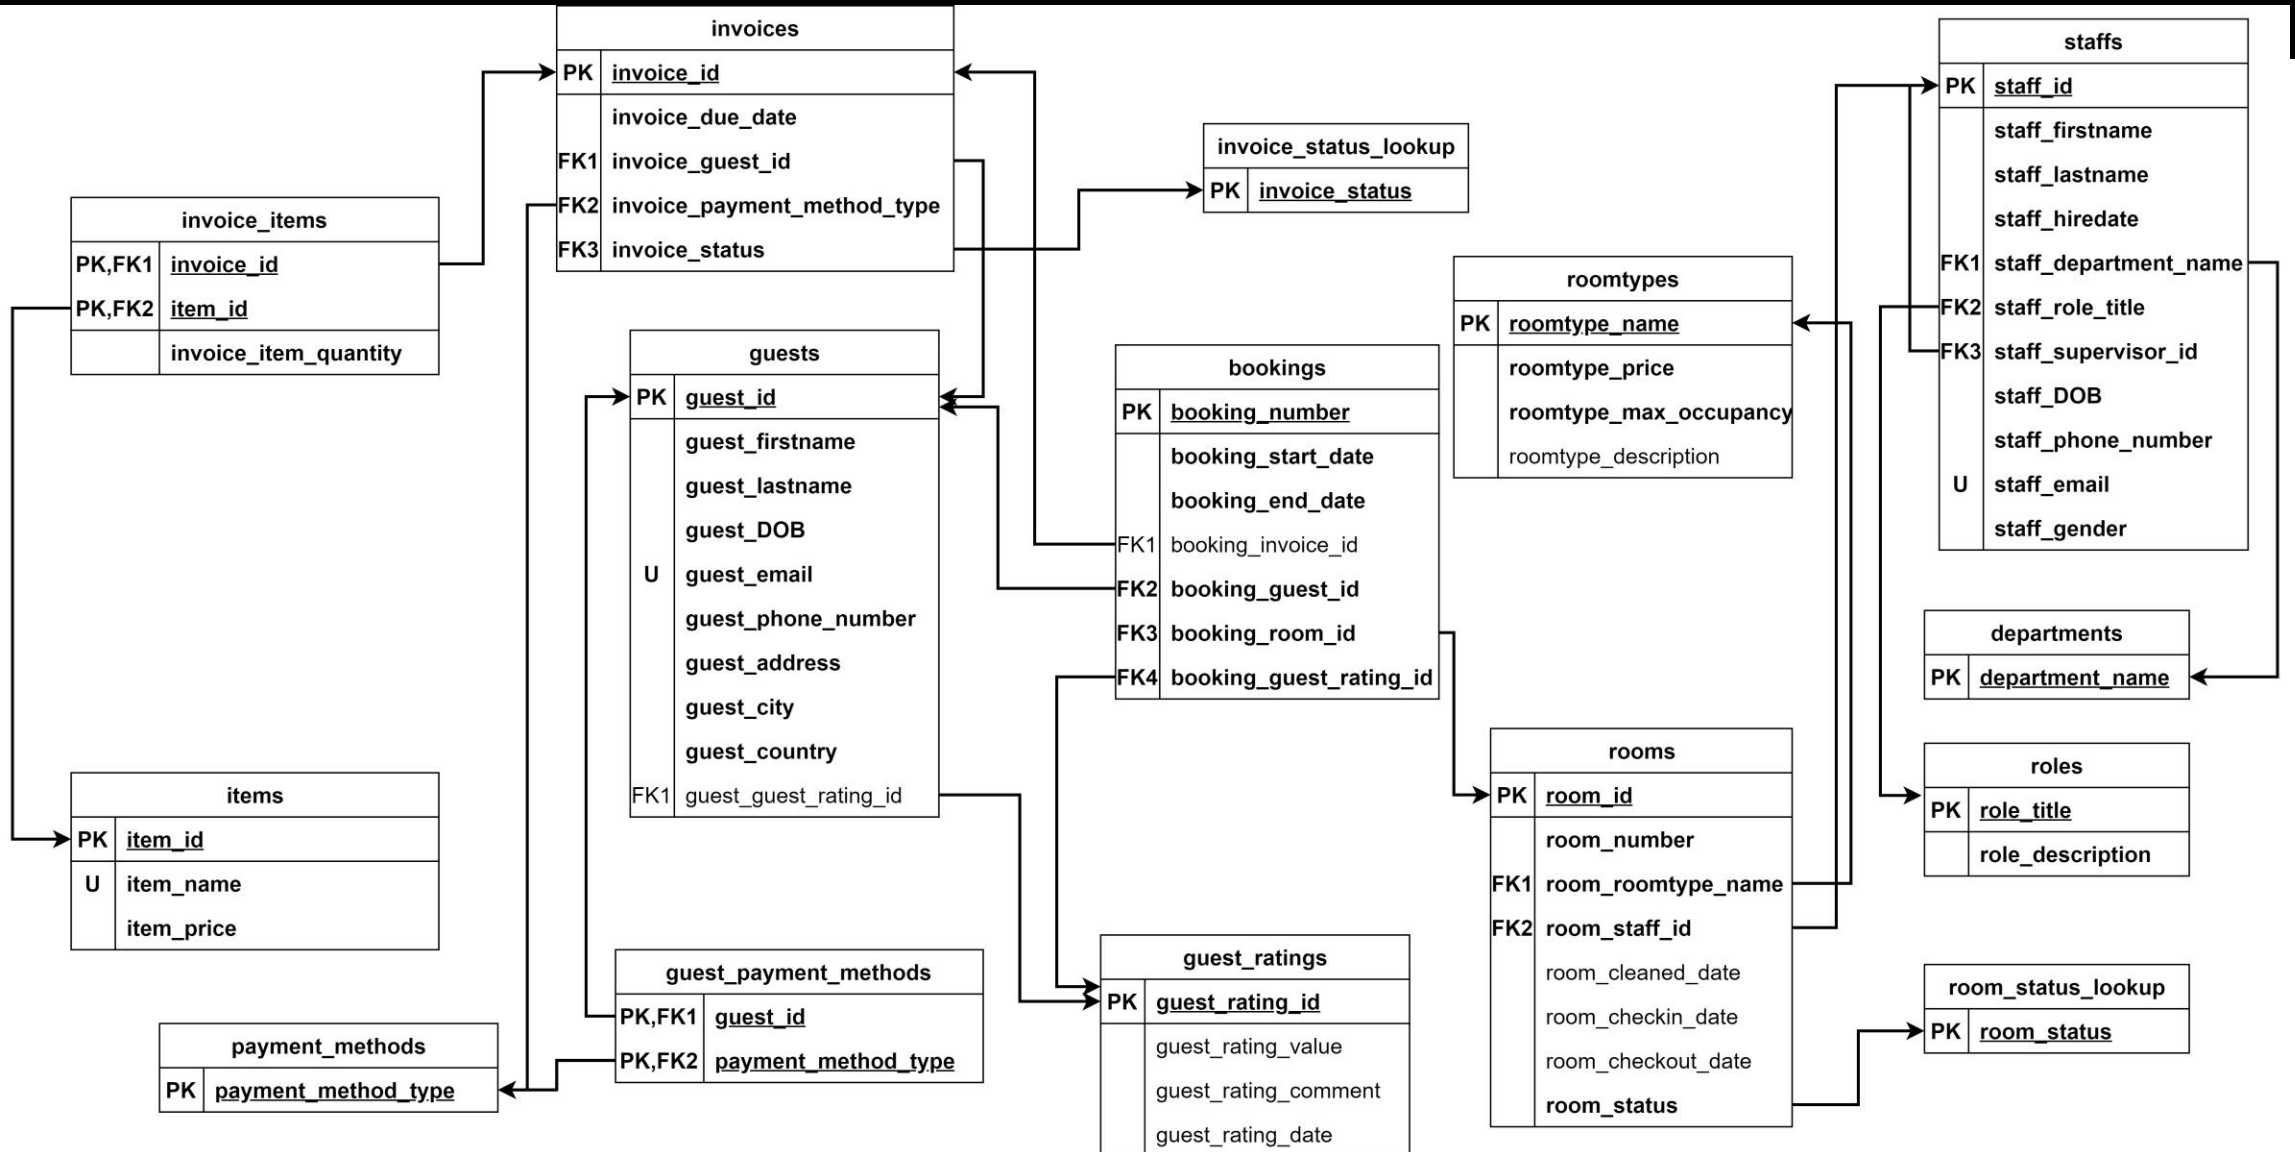 invoices
PK invoice_id
invoice_due_date
FK1 invoice_guest_id
FK2 invoice_payment_method_type
FK3 invoice_status
staffs
PK staff_id
staff_firstname
staff_lastname
staff_hiredate
FK1 staff_department_name
FK2 staff_role_title
FK3 staff_supervisor_id
staff_DOB
staff_phone_number
U staff_email
staff_gender
invoice_status_lookup
PK invoice_status
invoice_items
PK,FK1 invoice_id
PK,FK2 item_id
invoice_item_quantity
roomtypes
PK roomtype_name
roomtype_price
roomtype_max_occupancy
roomtype_description
guests
PK guest_id
guest_firstname
guest_lastname
guest_DOB
U guest_email
guest_phone_number
guest_address
guest_city
guest_country
FK1 guest_guest_rating_id
bookings
PK booking_number
booking_start_date
booking_end_date
FK1 booking_invoice_id
FK2 booking_guest_id
FK3 booking_room_id
FK4 booking_guest_rating_id
departments
PK department_name
rooms
PK room_id
room_number
FK1 room_roomtype_name
FK2 room_staff_id
room_cleaned_date
room_checkin_date
room_checkout_date
room_status
roles
PK role_title
role_description
items
PK item_id
U item_name
item_price
guest_payment_methods
PK,FK1 guest_id
PK,FK2 payment_method_type
guest_ratings
PK guest_rating_id
guest_rating_value
guest_rating_comment
guest_rating_date
room_status_lookup
PK room_status
payment_methods
PK payment_method_type